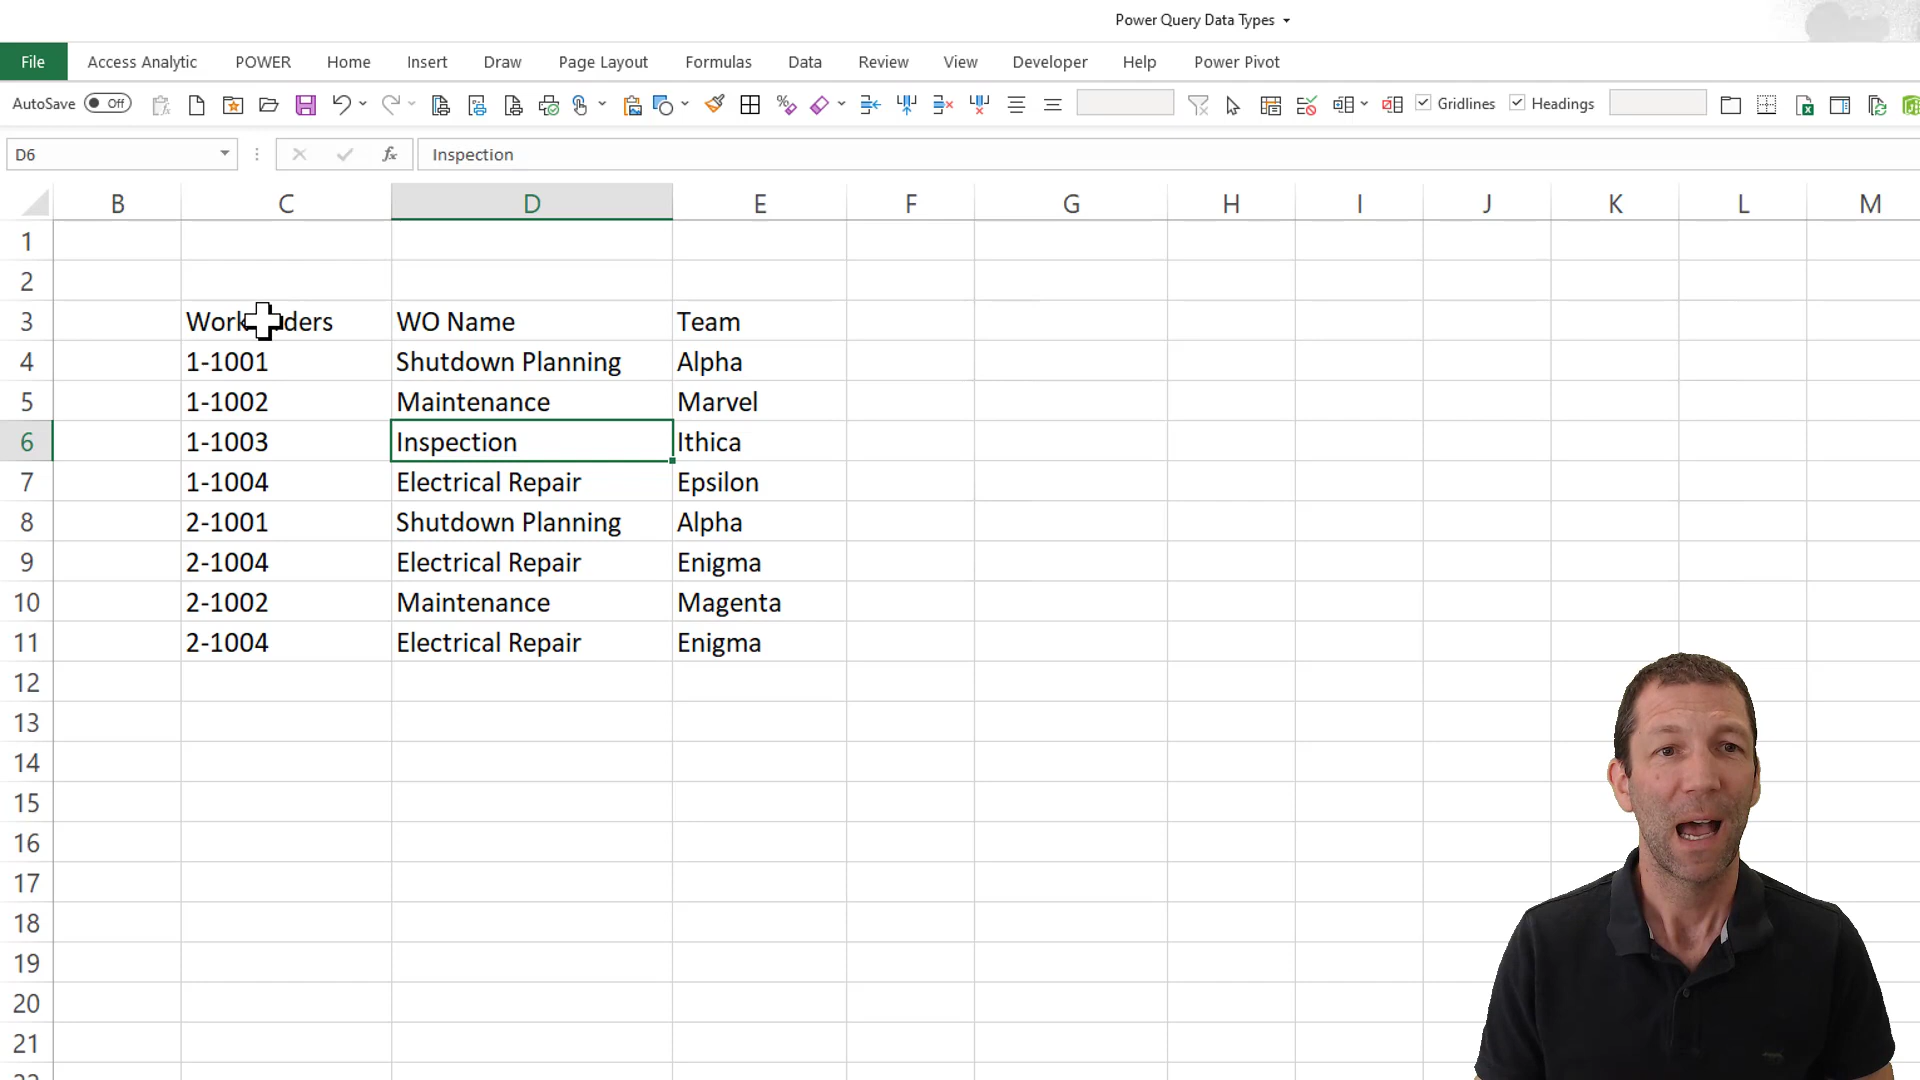 Power Query Data Types
File Access Analytic POWER Home Insert Draw Page Layout Formulas Data Review View Developer Help Power Pivot
AutoSave Off Gridlines Headings
D6 fx Inspection
B C D E F G H I J K L M
1
2
3 Work ders WO Name Team
4 1-1001 Shutdown Planning Alpha
5 1-1002 Maintenance Marvel
6 1-1003 Inspection Ithica
7 1-1004 Electrical Repair Epsilon
8 2-1001 Shutdown Planning Alpha
9 2-1004 Electrical Repair Enigma
10 2-1002 Maintenance Magenta
11 2-1004 Electrical Repair Enigma
12
13
14
15
16
17
18
19
20
21